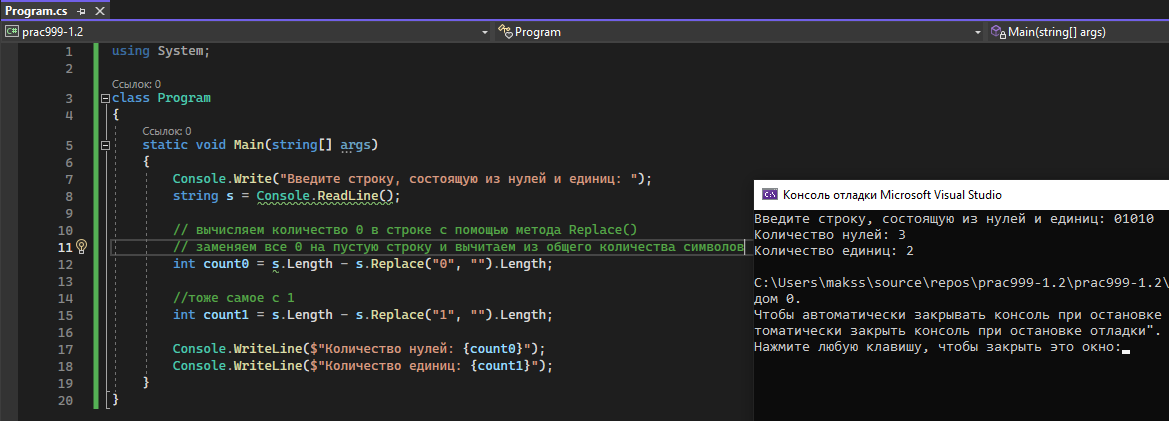 Program.cs
C# prac999-1.2
Program
Main(string[] args)
1 using System;
2
Ссылок: 0
3 class Program
4 {
Ссылок: 0
5 static void Main(string[] args)
6 {
7 Console.Write("Введите строку, состоящую из нулей и единиц: ");
8 string s = Console.ReadLine();
9
10 // вычисляем количество 0 в строке с помощью метода Replace()
11 // заменяем все 0 на пустую строку и вычитаем из общего количества символов
12 int count0 = s.Length - s.Replace("0", "").Length;
13
14 //тоже самое с 1
15 int count1 = s.Length - s.Replace("1", "").Length;
16
17 Console.WriteLine($"Количество нулей: {count0}");
18 Console.WriteLine($"Количество единиц: {count1}");
19 }
20 }
Консоль отладки Microsoft Visual Studio
Введите строку, состоящую из нулей и единиц: 01010
Количество нулей: 3
Количество единиц: 2
C:\Users\makss\source\repos\prac999-1.2\prac999-1.2\
дом 0.
Чтобы автоматически закрывать консоль при остановке
томатически закрыть консоль при остановке отладки".
Нажмите любую клавишу, чтобы закрыть это окно: